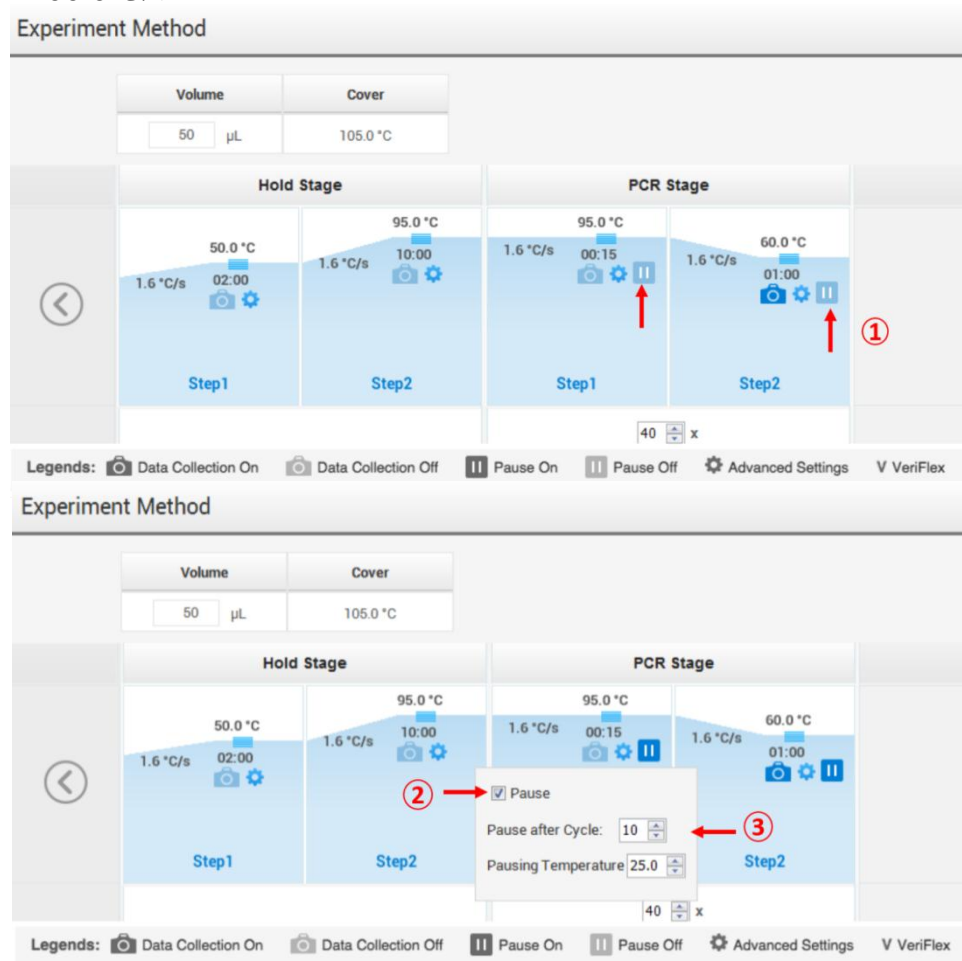 Experiment Method
Volume Cover
50 µL 105.0 °C
Hold Stage PCR Stage
95.0 °C 95.0 °C
50.0 °C 10:00 1.6 °C/s 00:15 60.0 °C
1.6 °C/s 02:00 1.6 °C/s 1.6 °C/s 01:00
①
Step1 Step2 Step1 Step2
40 x
Legends: Data Collection On Data Collection Off Pause On Pause Off Advanced Settings V VeriFlex
Experiment Method
Volume Cover
50 µL 105.0 °C
Hold Stage PCR Stage
95.0 °C 95.0 °C
50.0 °C 10:00 1.6 °C/s 00:15 60.0 °C
1.6 °C/s 02:00 1.6 °C/s 1.6 °C/s 01:00
② Pause
Pause after Cycle: 10 ③
Pausing Temperature 25.0
Step1 Step2 Step2
40 x
Legends: Data Collection On Data Collection Off Pause On Pause Off Advanced Settings V VeriFlex